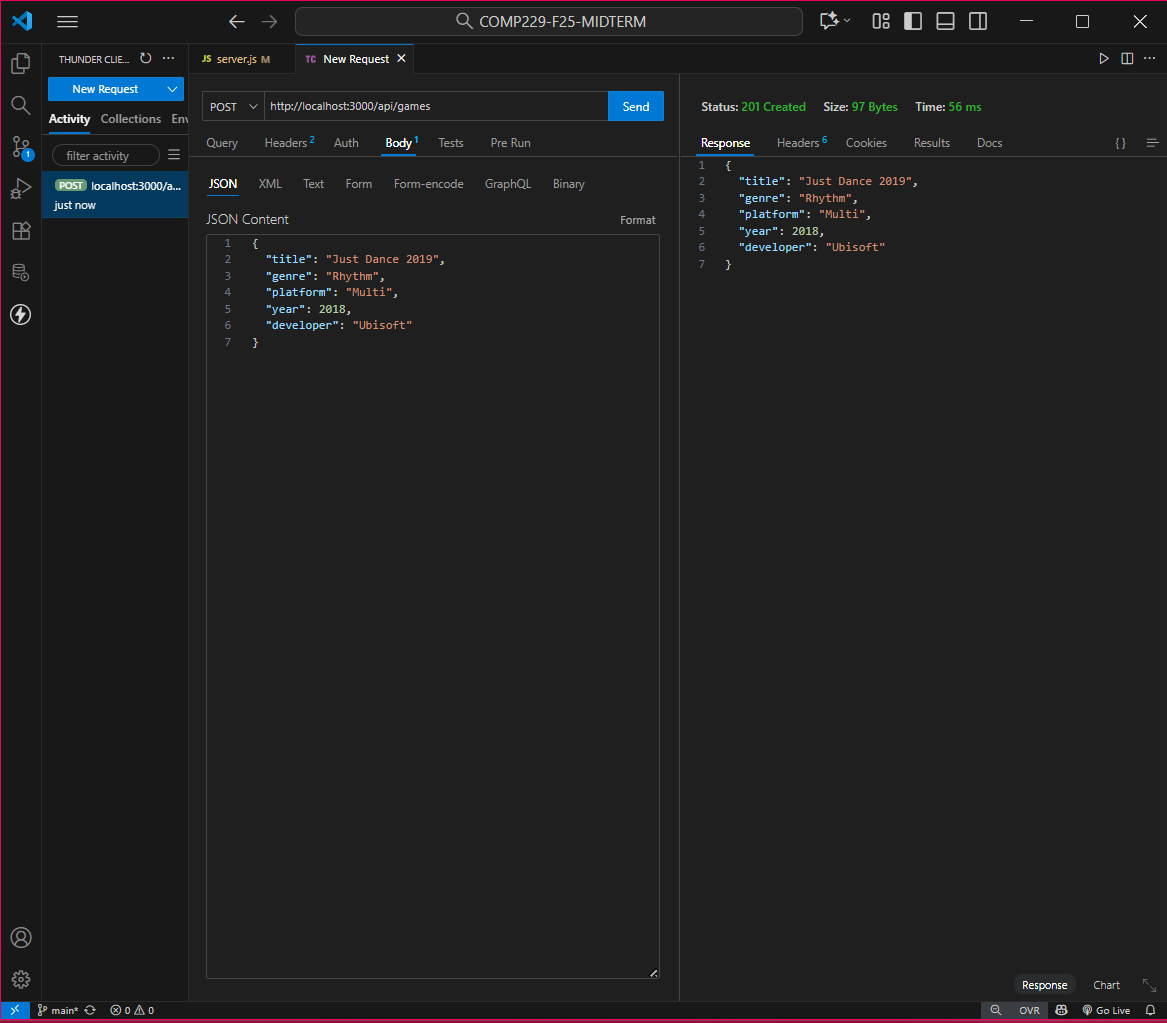 COMP229-F25-MIDTERM
THUNDER CLIE...
New Request
Activity Collections Env
filter activity
POST localhost:3000/a...
just now
1
JS server.js M
TC New Request
POST http://localhost:3000/api/games Send
Query Headers 2 Auth Body 1 Tests Pre Run
JSON XML Text Form Form-encode GraphQL Binary
JSON Content Format
1 {
2 "title": "Just Dance 2019",
3 "genre": "Rhythm",
4 "platform": "Multi",
5 "year": 2018,
6 "developer": "Ubisoft"
7 }
Status: 201 Created Size: 97 Bytes Time: 56 ms
Response Headers 6 Cookies Results Docs {}
1 {
2 "title": "Just Dance 2019",
3 "genre": "Rhythm",
4 "platform": "Multi",
5 "year": 2018,
6 "developer": "Ubisoft"
7 }
Response Chart
main* 0 0 OVR Go Live